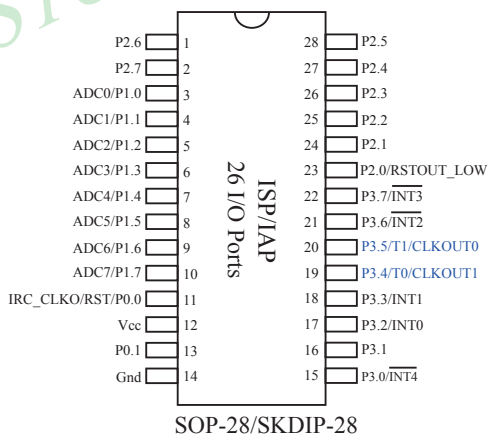 P2.6 1
P2.7 2
ADC0/P1.0 3
ADC1/P1.1 4
ADC2/P1.2 5
ADC3/P1.3 6
ADC4/P1.4 7
ADC5/P1.5 8
ADC6/P1.6 9
ADC7/P1.7 10
IRC_CLKO/RST/P0.0 11
Vcc 12
P0.1 13
Gnd 14
ISP/IAP
26 I/O Ports
28 P2.5
27 P2.4
26 P2.3
25 P2.2
24 P2.1
23 P2.0/RSTOUT_LOW
22 P3.7/INT3
21 P3.6/INT2
20 P3.5/T1/CLKOUT0
19 P3.4/T0/CLKOUT1
18 P3.3/INT1
17 P3.2/INT0
16 P3.1
15 P3.0/INT4
SOP-28/SKDIP-28